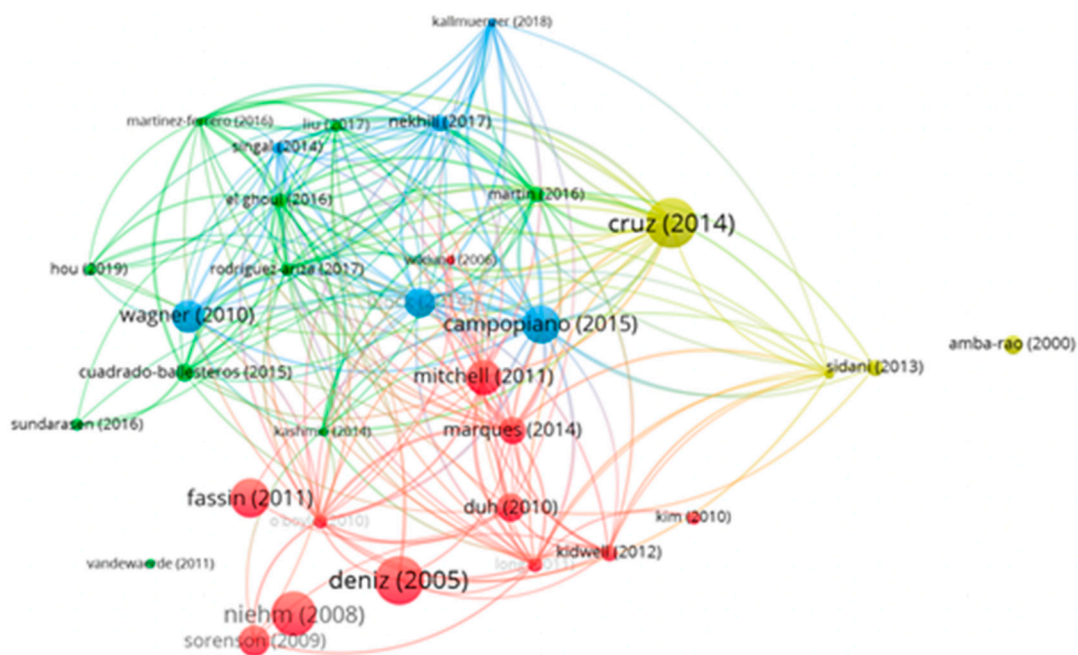 kallmuenzer (2018)
martinez-ferrero (2016)
liu (2017)
nekhili (2017)
singal (2014)
el ghoul (2016)
martin (2016)
cruz (2014)
hou (2019)
rodriguez-ariza (2017)
(2006)
wagner (2010)
campopiano (2015)
amba-rao (2000)
sidani (2013)
cuadrado-ballesteros (2015)
mitchell (2011)
sundarasen (2016)
kashmiri (2014)
marques (2014)
fassin (2011)
duh (2010)
kim (2010)
(2010)
kidwell (2012)
vandewaerde (2011)
deniz (2005)
niehm (2008)
sorenson (2009)